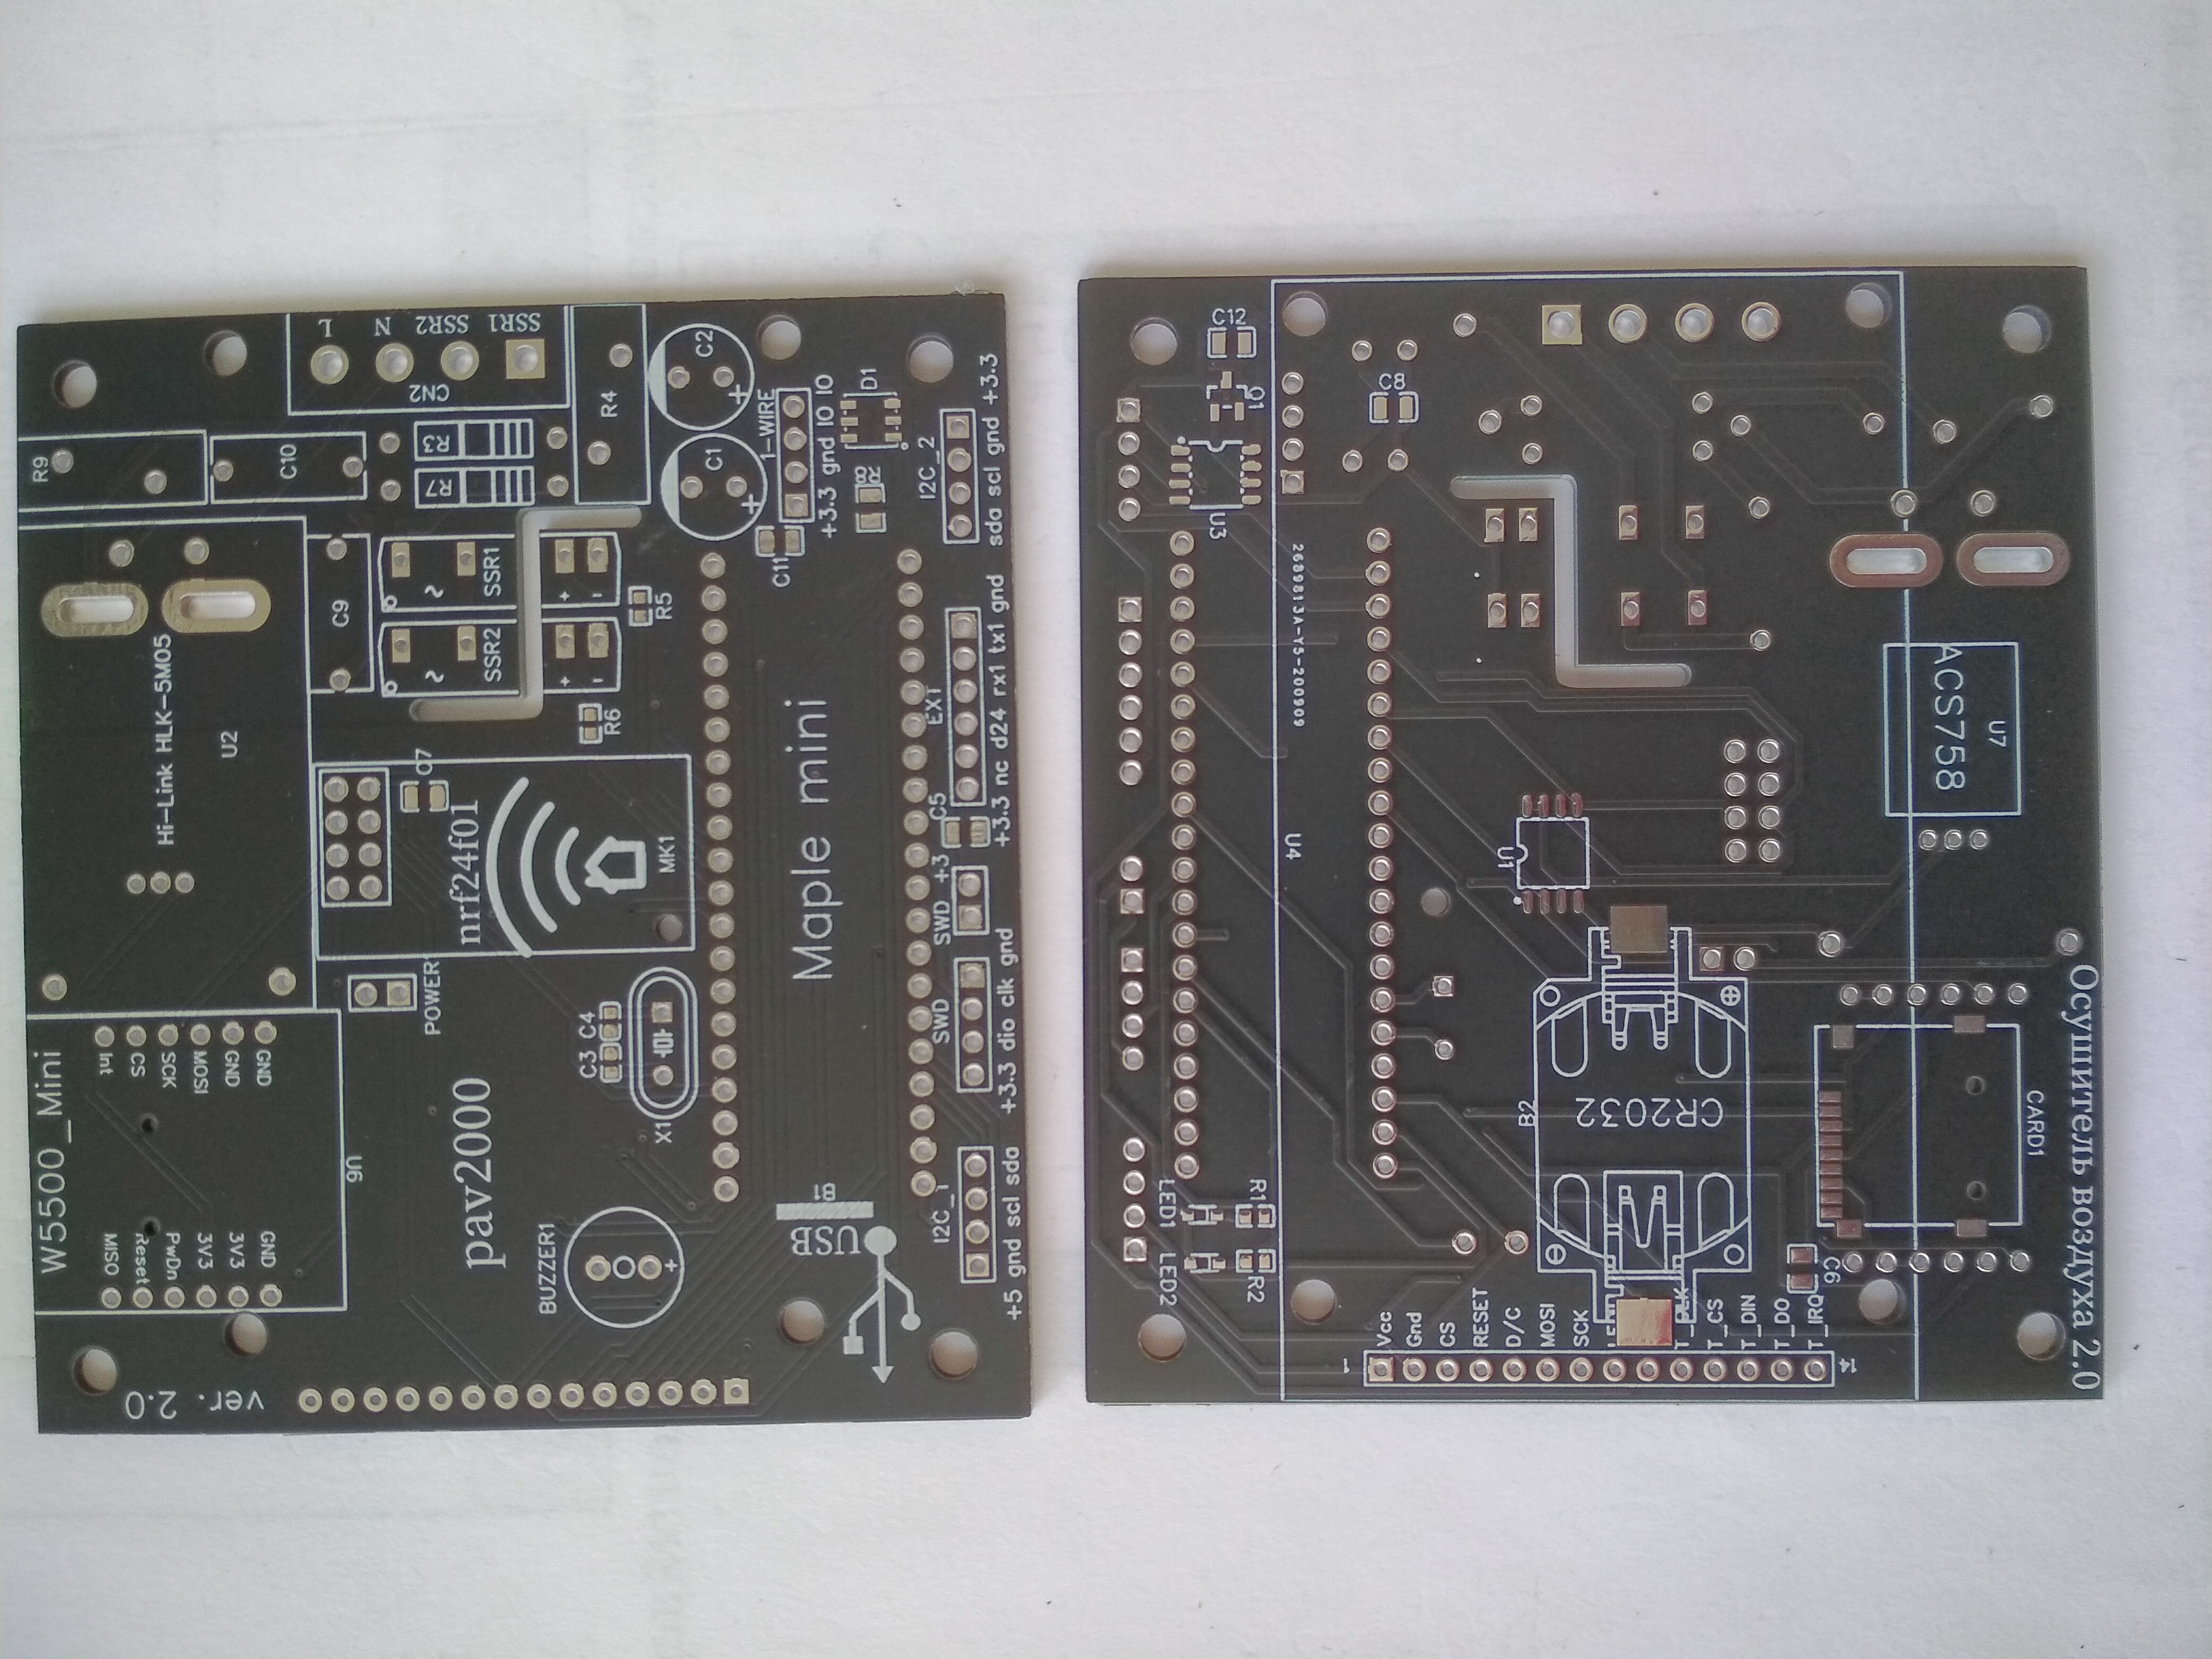 Осушитель воздуха 2.0
14
1
T_IRQ
T_DO
T_DIN
T_CS
SCK
MOSI
D/C
RESET
CS
Gnd
Vcc
C6
CARD1
CR2032
B2
R2
LED2
R1
LED1
U1
U4
U7
ACS758
2689813A-Y5-200909
U3
Q1
C8
C12
ver. 2.0
+5 gnd scl sda
I2C_1
USB
B1
BUZZER1
pav2000
X1
C3 C4
U6
W5500_Mini
GND
3V3
3V3
PwDn
Reset
MISO
GND
GND
MOSI
SCK
CS
Int
POWER
+3.3 dio clk gnd
SWD
SWD +3
C5
+3.3 nc d24 rx1 tx1 gnd
EXT
Maple mini
MK1
nrf24f01
C7
Hi-Link HLK-5M05
U2
R6
R5
- +
SSR2
~
- +
SSR1
~
C9
C11
+3.3 gnd IO IO
1-WIRE
sda scl gnd +3.3
I2C_2
R8
D1
+
C1
+
C2
R4
R7
R3
C10
R9
CN2
SSR1 SSR2 N L